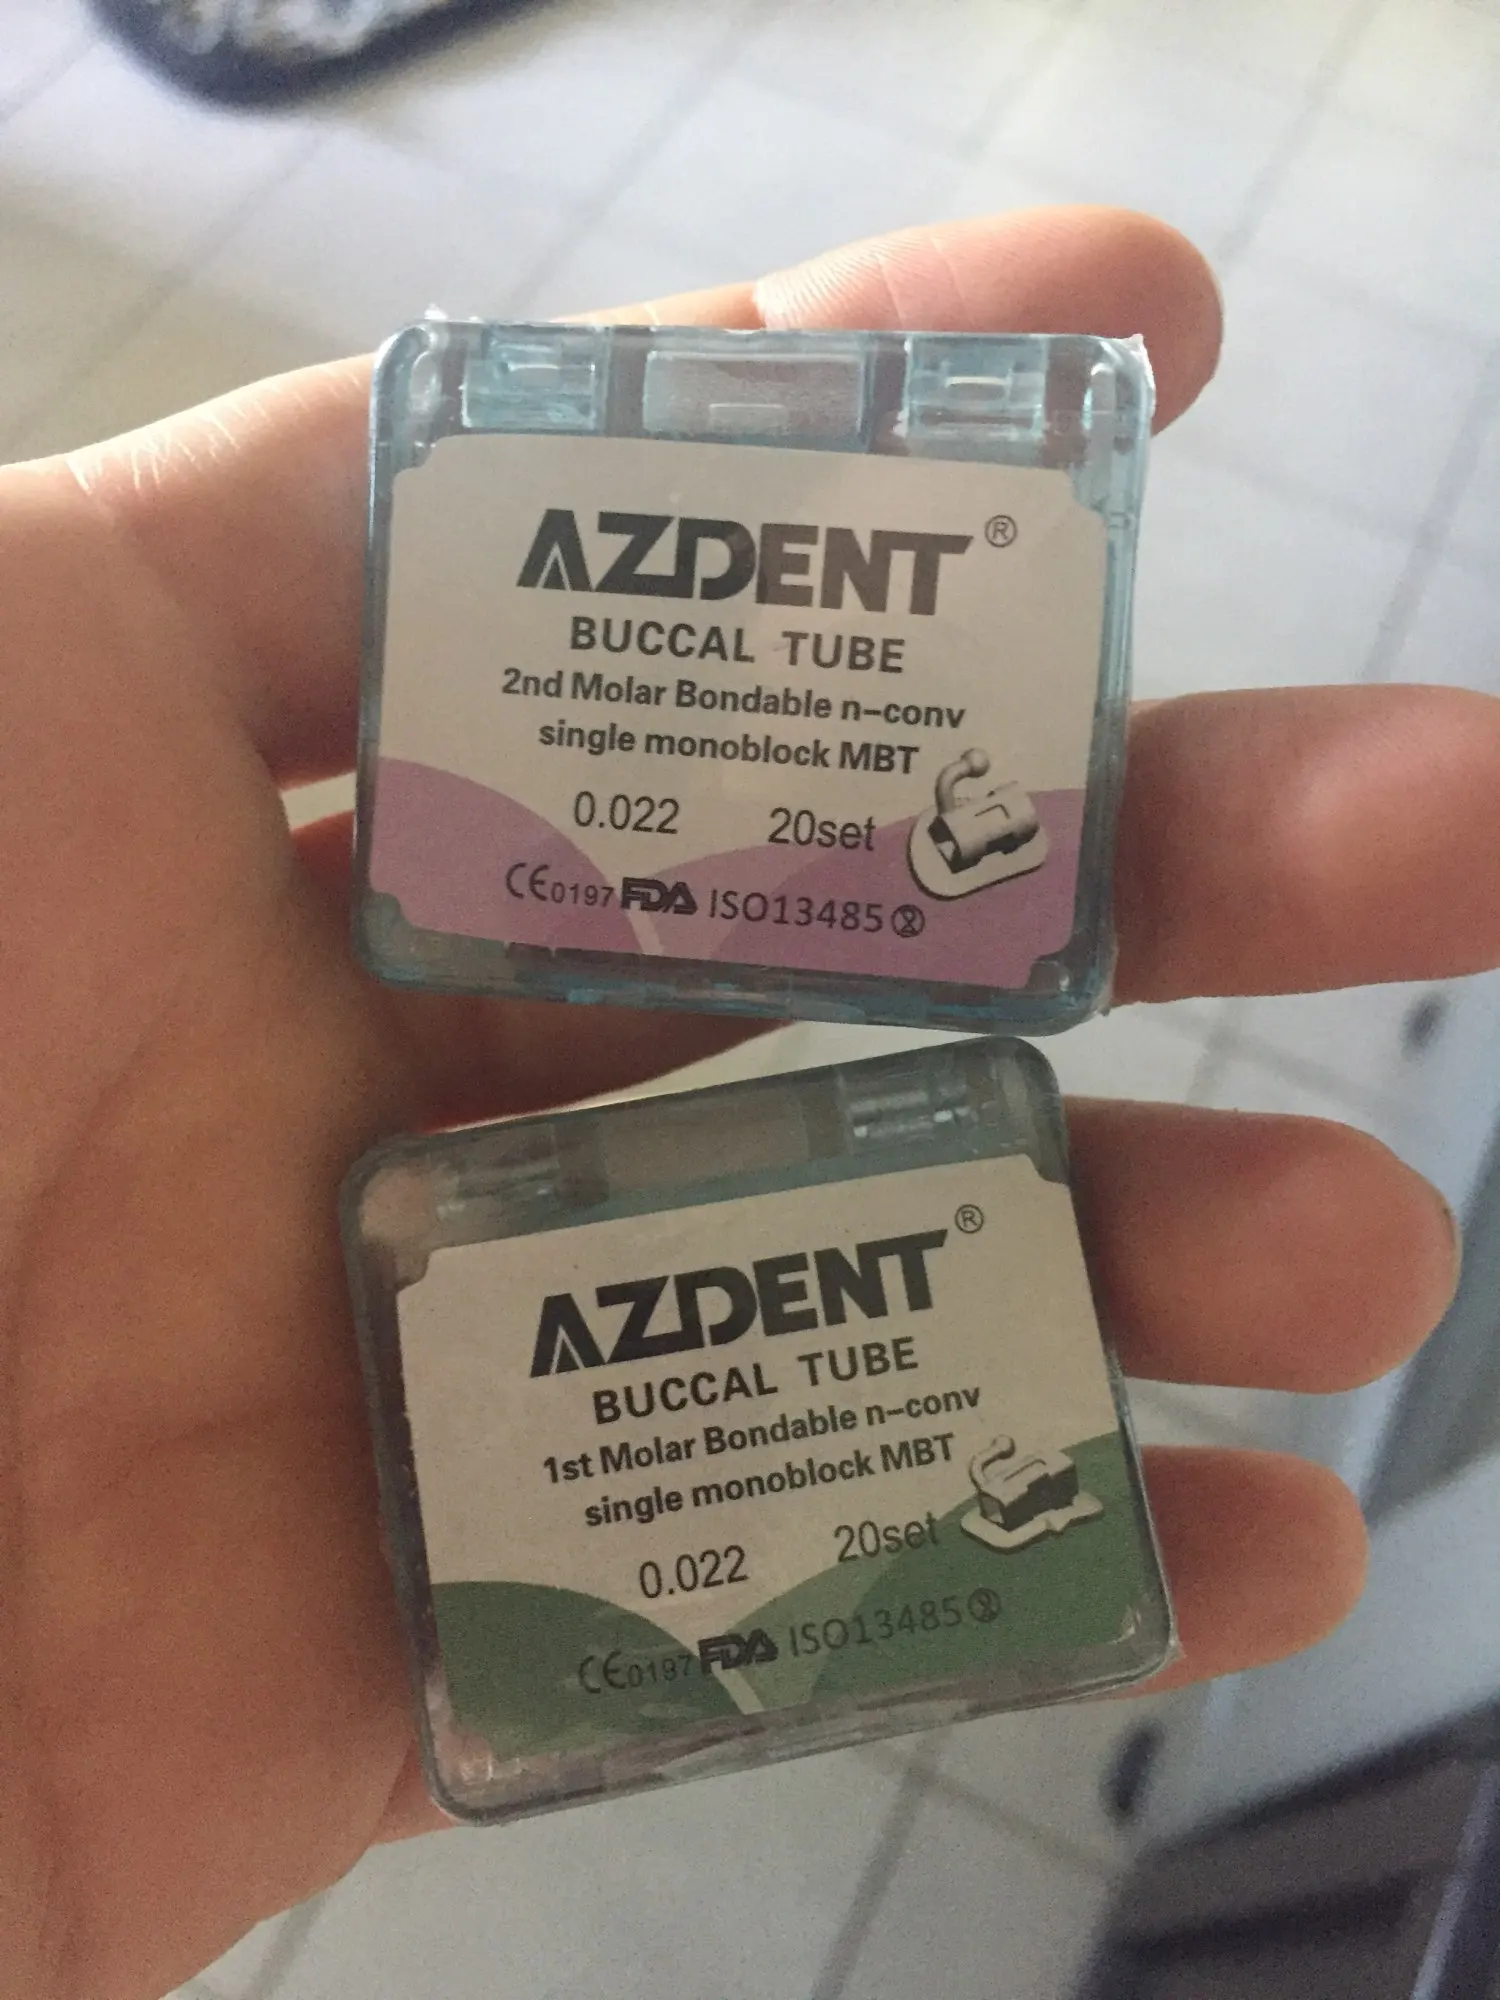 AZDENT®
BUCCAL TUBE
2nd Molar Bondable n-conv
single monoblock MBT
0.022 20set
CE0197 FDA ISO13485
AZDENT®
BUCCAL TUBE
1st Molar Bondable n-conv
single monoblock MBT
0.022 20set
CE0197 FDA ISO13485